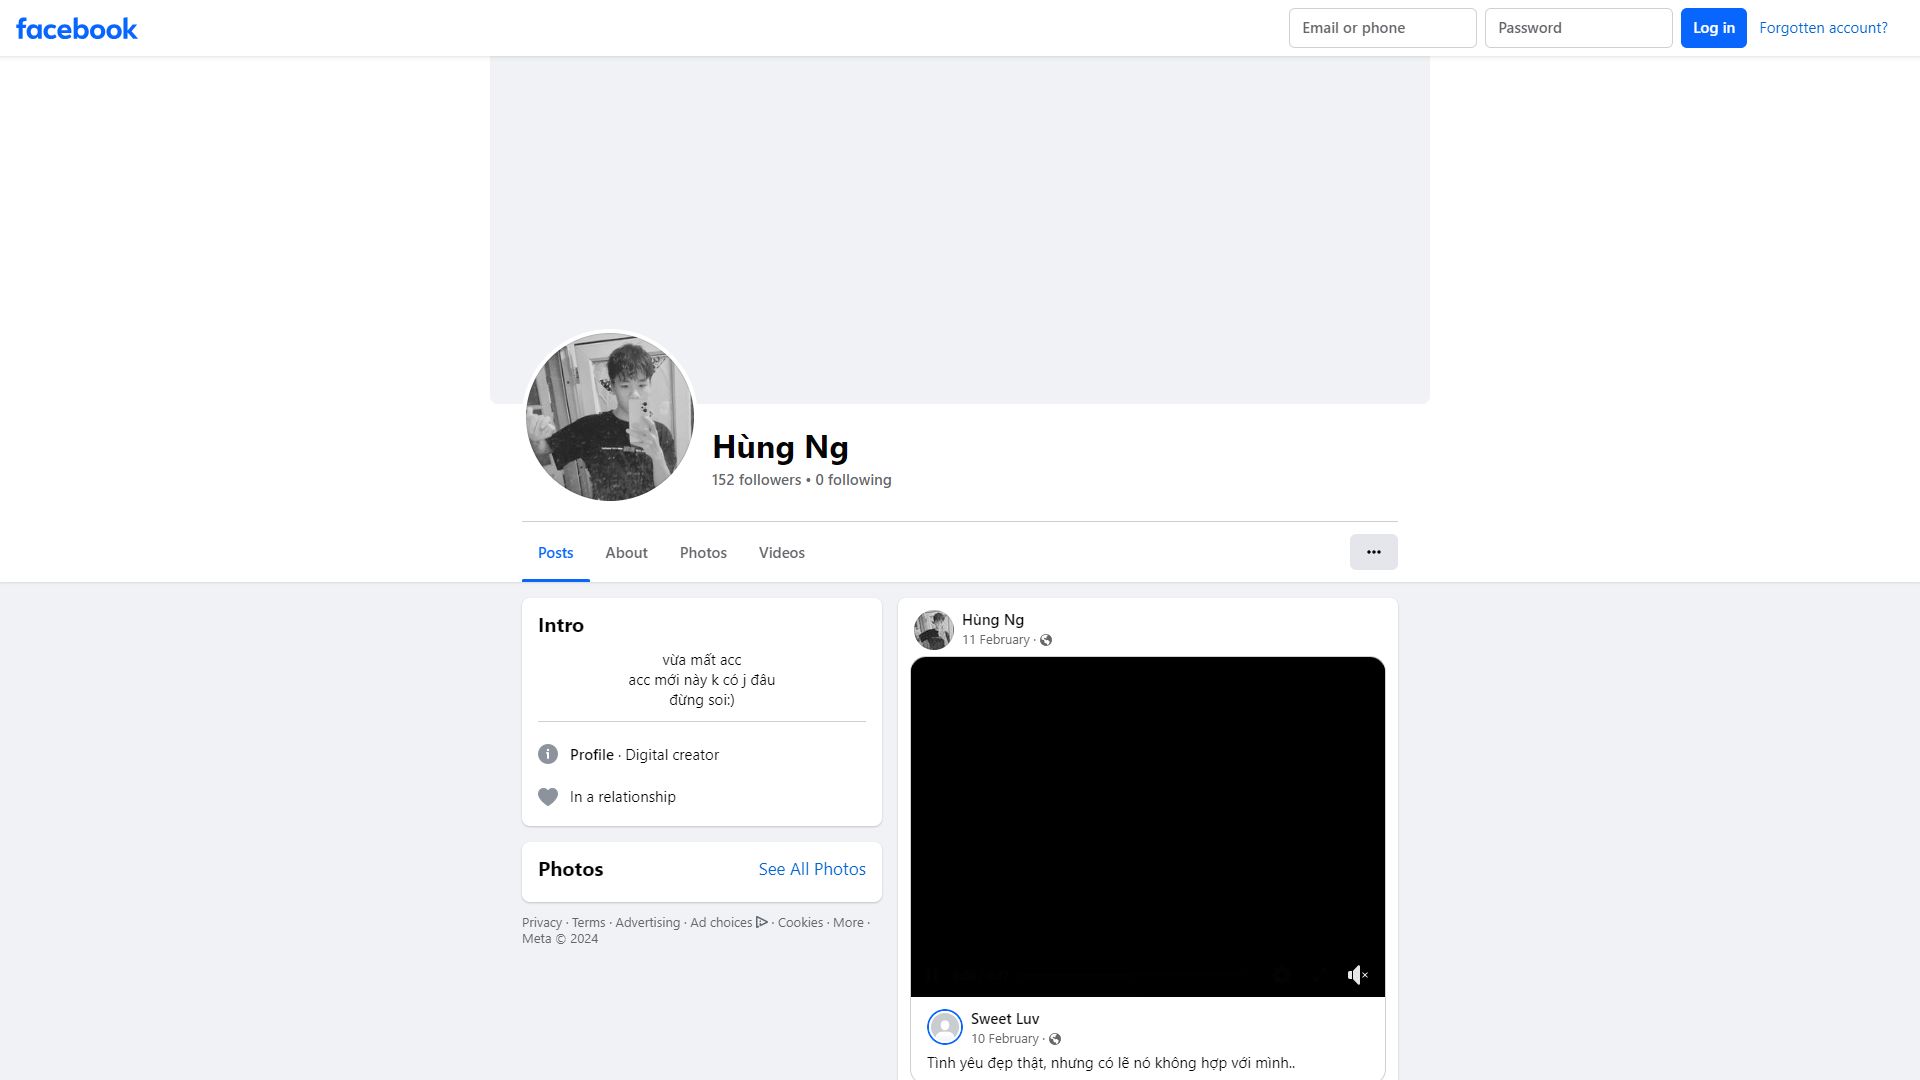 facebook
Email or phone
Password
Log in
Forgotten account?
Hùng Ng
152 followers • 0 following
Posts
About
Photos
Videos
Intro
vừa mất acc
acc mới này k có j đâu
đừng soi:)
Profile · Digital creator
In a relationship
Photos
See All Photos
Privacy · Terms · Advertising · Ad choices · Cookies · More ·
Meta © 2024
Hùng Ng
11 February ·
Sweet Luv
10 February ·
Tình yêu đẹp thật, nhưng có lẽ nó không hợp với mình..